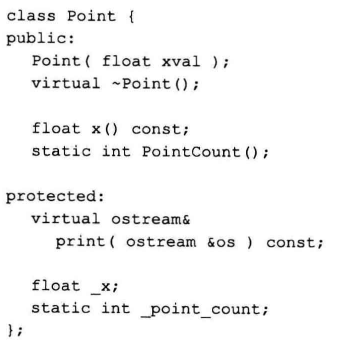 class Point {
public:
Point( float xval );
virtual ~Point();
float x() const;
static int PointCount();
protected:
virtual ostream&
print( ostream &os ) const;
float _x;
static int _point_count;
};